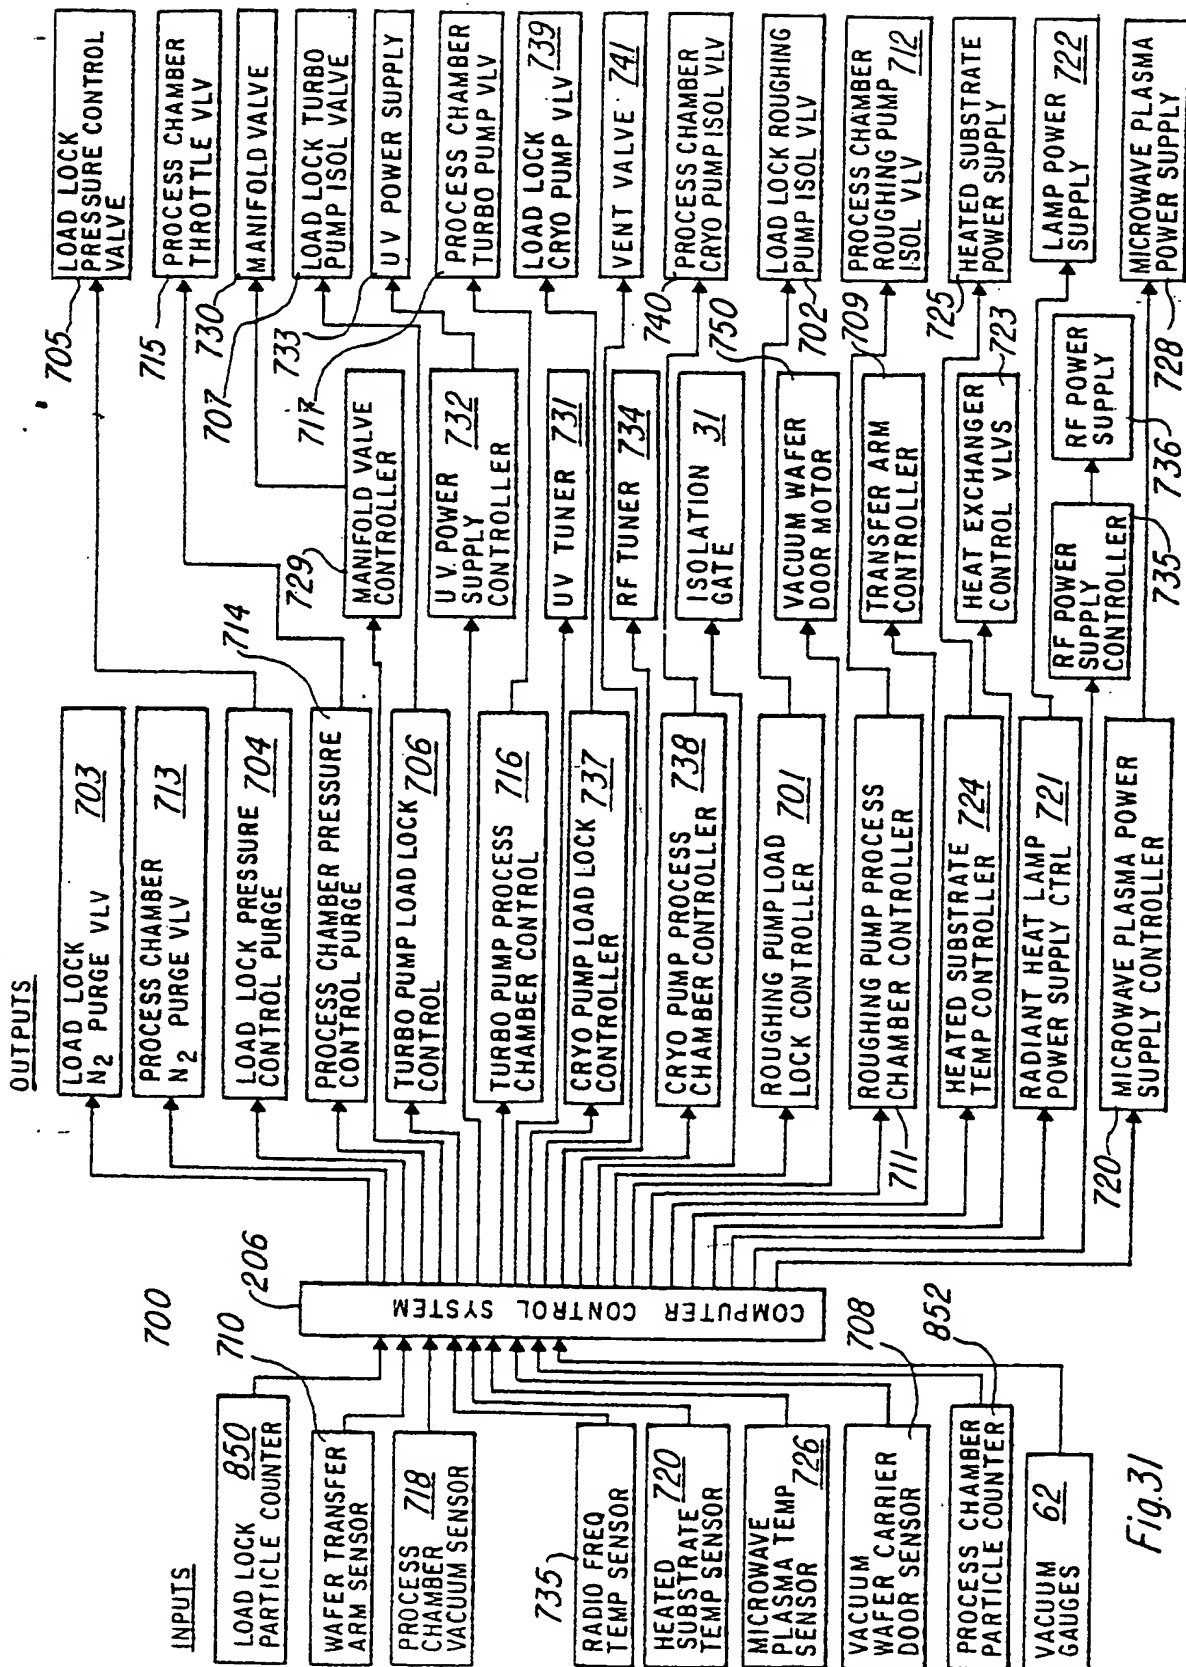 OUTPUTS
INPUTS
LOAD LOCK
PARTICLE COUNTER
850
WAFER TRANSFER
ARM SENSOR
710
PROCESS
CHAMBER
VACUUM SENSOR
718
RADIO FREQ
TEMP SENSOR
735
HEATED
SUBSTRATE
TEMP SENSOR
720
MICROWAVE
PLASMA TEMP
SENSOR
726
VACUUM
WAFER CARRIER
DOOR SENSOR
708
PROCESS CHAMBER
PARTICLE COUNTER
852
VACUUM
GAUGES
62
700
206
COMPUTER CONTROL SYSTEM
LOAD LOCK
N2 PURGE VLV
703
PROCESS CHAMBER
N2 PURGE VLV
713
LOAD LOCK PRESSURE
CONTROL PURGE
704
PROCESS CHAMBER PRESSURE
CONTROL PURGE
714
TURBO PUMP LOAD LOCK
CONTROL
706
TURBO PUMP PROCESS
CHAMBER CONTROL
716
CRYO PUMP LOAD LOCK
CONTROLLER
737
CRYO PUMP PROCESS
CHAMBER CONTROLLER
738
ROUGHING PUMP LOAD
LOCK CONTROLLER
701
ROUGHING PUMP PROCESS
CHAMBER CONTROLLER
711
HEATED SUBSTRATE
TEMP CONTROLLER
724
RADIANT HEAT LAMP
POWER SUPPLY CTRL
721
MICROWAVE PLASMA POWER
SUPPLY CONTROLLER
720
MANIFOLD VALVE
CONTROLLER
729
U V. POWER
SUPPLY
CONTROLLER
732
UV TUNER
731
RF TUNER
734
ISOLATION
GATE
31
VACUUM WAFER
DOOR MOTOR
750
TRANSFER ARM
CONTROLLER
709
HEAT EXCHANGER
CONTROL VLVS
723
RF POWER
SUPPLY
CONTROLLER
735
RF POWER
SUPPLY
736
LOAD LOCK
PRESSURE CONTROL
VALVE
705
PROCESS CHAMBER
THROTTLE VLV
715
MANIFOLD VALVE
730
LOAD LOCK TURBO
PUMP ISOL VALVE
707
UV POWER SUPPLY
733
PROCESS CHAMBER
TURBO PUMP VLV
717
LOAD LOCK
CRYO PUMP VLV
739
VENT VALVE
741
PROCESS CHAMBER
CRYO PUMP ISOL VLV
740
LOAD LOCK ROUGHING
PUMP ISOL VLV
702
PROCESS CHAMBER
ROUGHING PUMP
ISOL VLV
712
HEATED SUBSTRATE
POWER SUPPLY
725
LAMP POWER
SUPPLY
722
MICROWAVE PLASMA
POWER SUPPLY
728
Fig.31